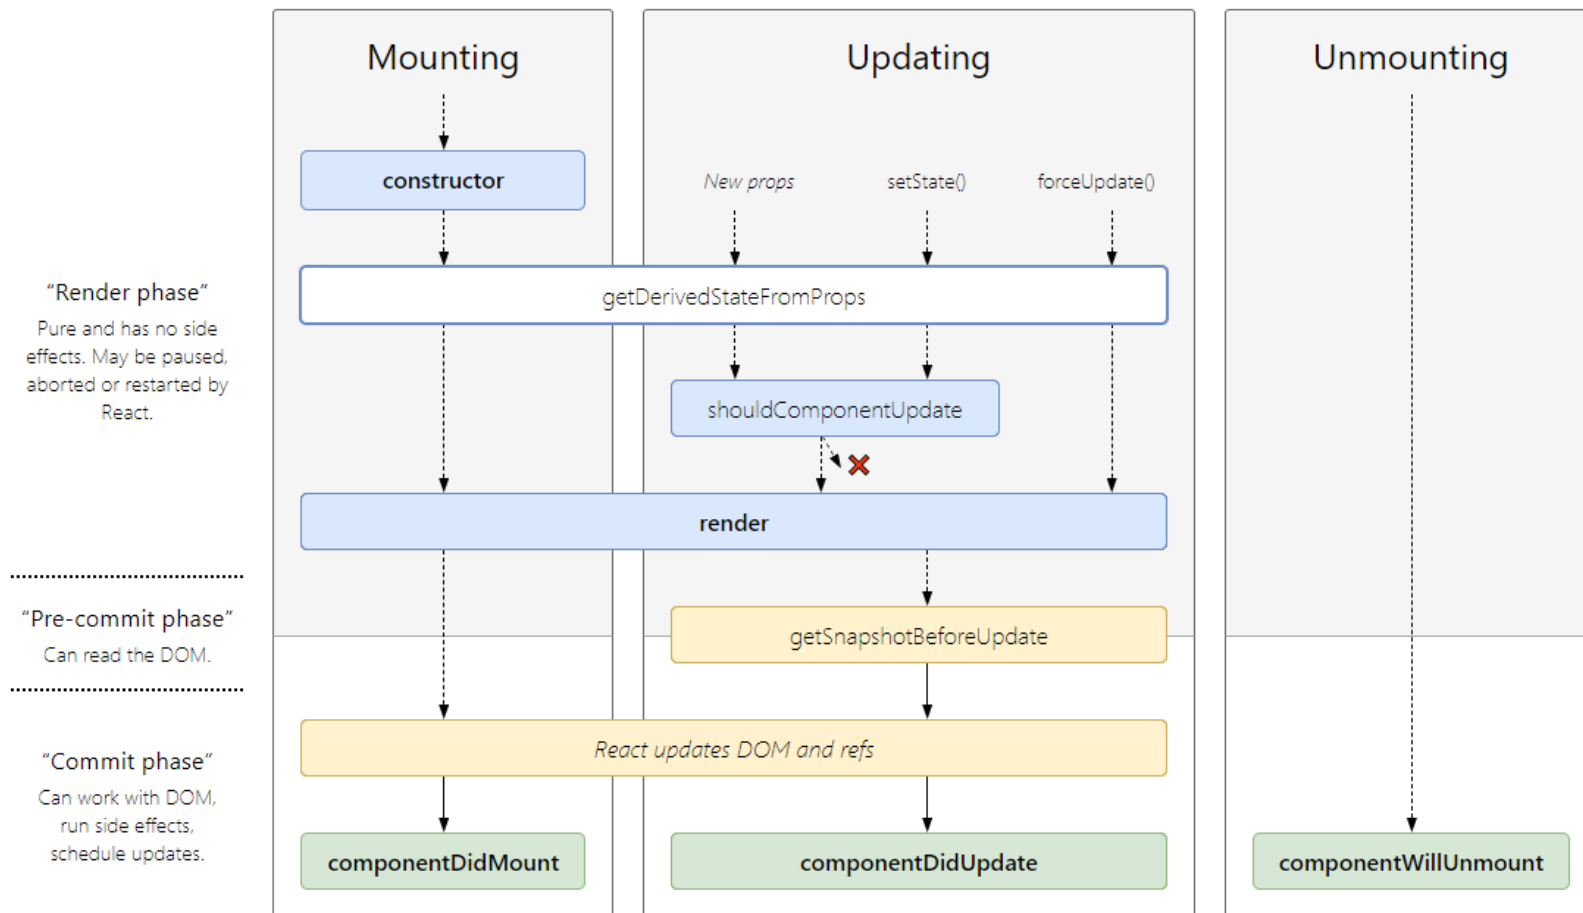 Mounting
Updating
Unmounting
constructor
New props
setState()
forceUpdate()
"Render phase"
Pure and has no side
effects. May be paused,
aborted or restarted by
React.
getDerivedStateFromProps
shouldComponentUpdate
render
"Pre-commit phase"
Can read the DOM.
getSnapshotBeforeUpdate
"Commit phase"
Can work with DOM,
run side effects,
schedule updates.
React updates DOM and refs
componentDidMount
componentDidUpdate
componentWillUnmount